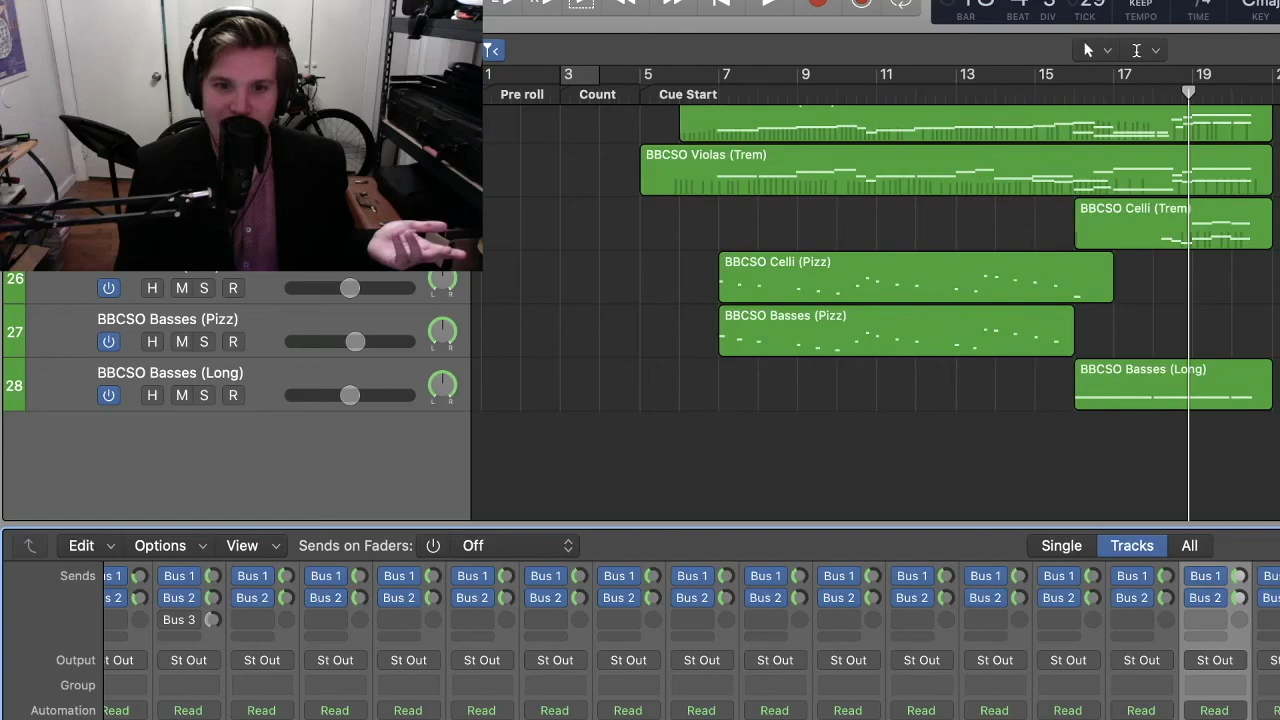 BAR
BEAT
DIV
TICK
KEEP
TEMPO
TIME
KEY
1 3 5 7 9 11 13 15 17 19
Pre roll Count Cue Start
BBCSO Violas (Trem)
BBCSO Celli (Trem)
26
H M S R
L R
BBCSO Celli (Pizz)
BBCSO Basses (Pizz)
27
H M S R
L R
BBCSO Basses (Pizz)
BBCSO Basses (Long)
28
H M S R
L R
BBCSO Basses (Long)
Edit Options View Sends on Faders: Off Single Tracks All
Sends us 1 Bus 1 Bus 1 Bus 1 Bus 1 Bus 1 Bus 1 Bus 1 Bus 1 Bus 1 Bus 1 Bus 1 Bus 1 Bus 1 Bus 1 Bus
us 2 Bus 2 Bus 2 Bus 2 Bus 2 Bus 2 Bus 2 Bus 2 Bus 2 Bus 2 Bus 2 Bus 2 Bus 2 Bus 2 Bus 2 Bus
Bus 3
Output St Out St Out St Out St Out St Out St Out St Out St Out St Out St Out St Out St Out St Out St Out St Out St
Group
Automation Read Read Read Read Read Read Read Read Read Read Read Read Read Read Read Re